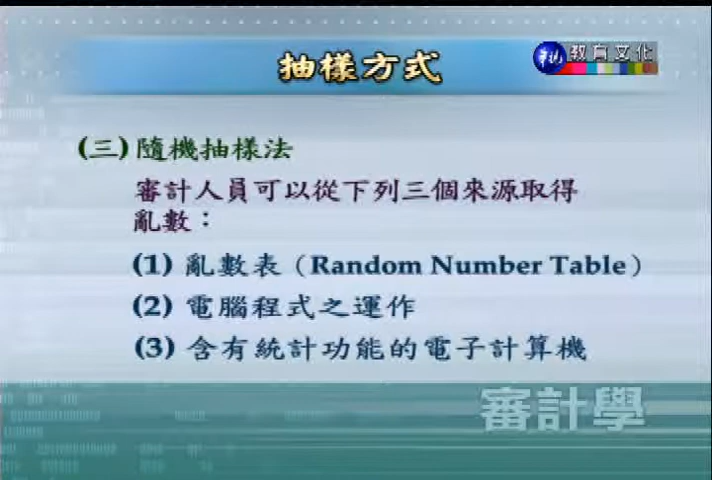 抽樣方式
華視 教育文化
(三)隨機抽樣法
審計人員可以從下列三個來源取得
亂數：
(1) 亂數表（Random Number Table）
(2) 電腦程式之運作
(3) 含有統計功能的電子計算機
審計學